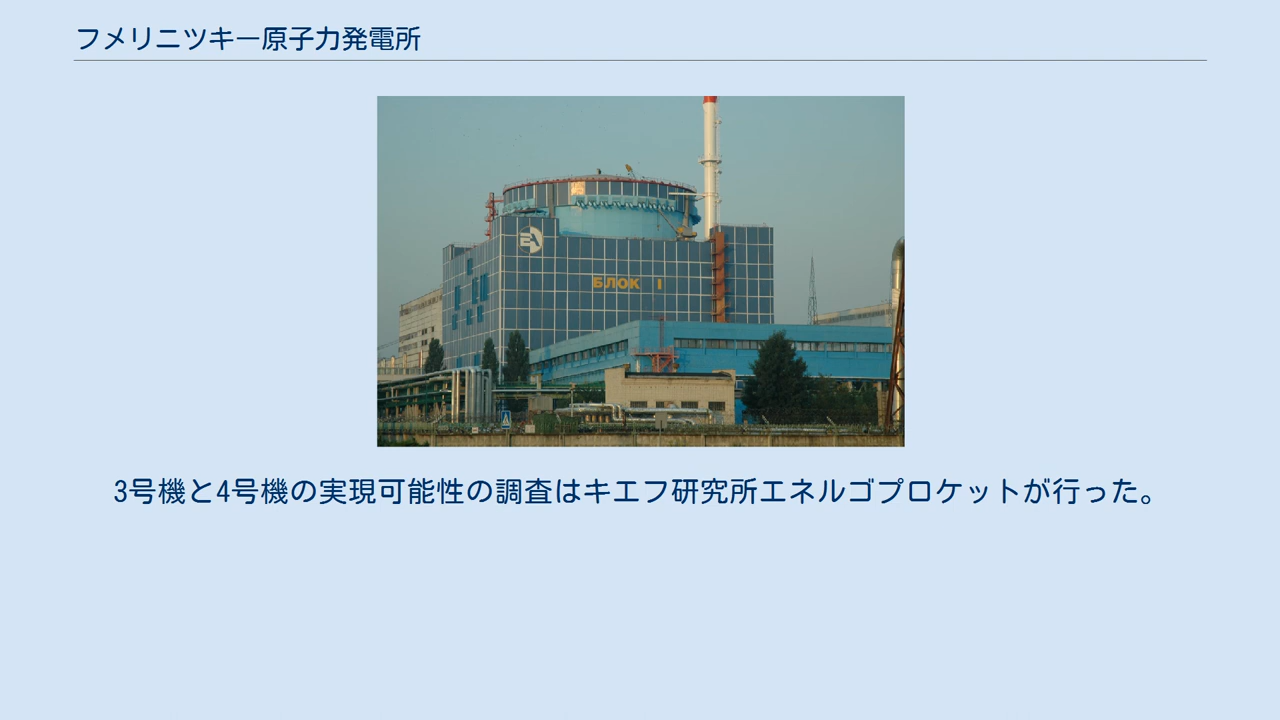 フメリニツキー原子力発電所
БЛОК І
3号機と4号機の実現可能性の調査はキエフ研究所エネルゴプロケットが行った。